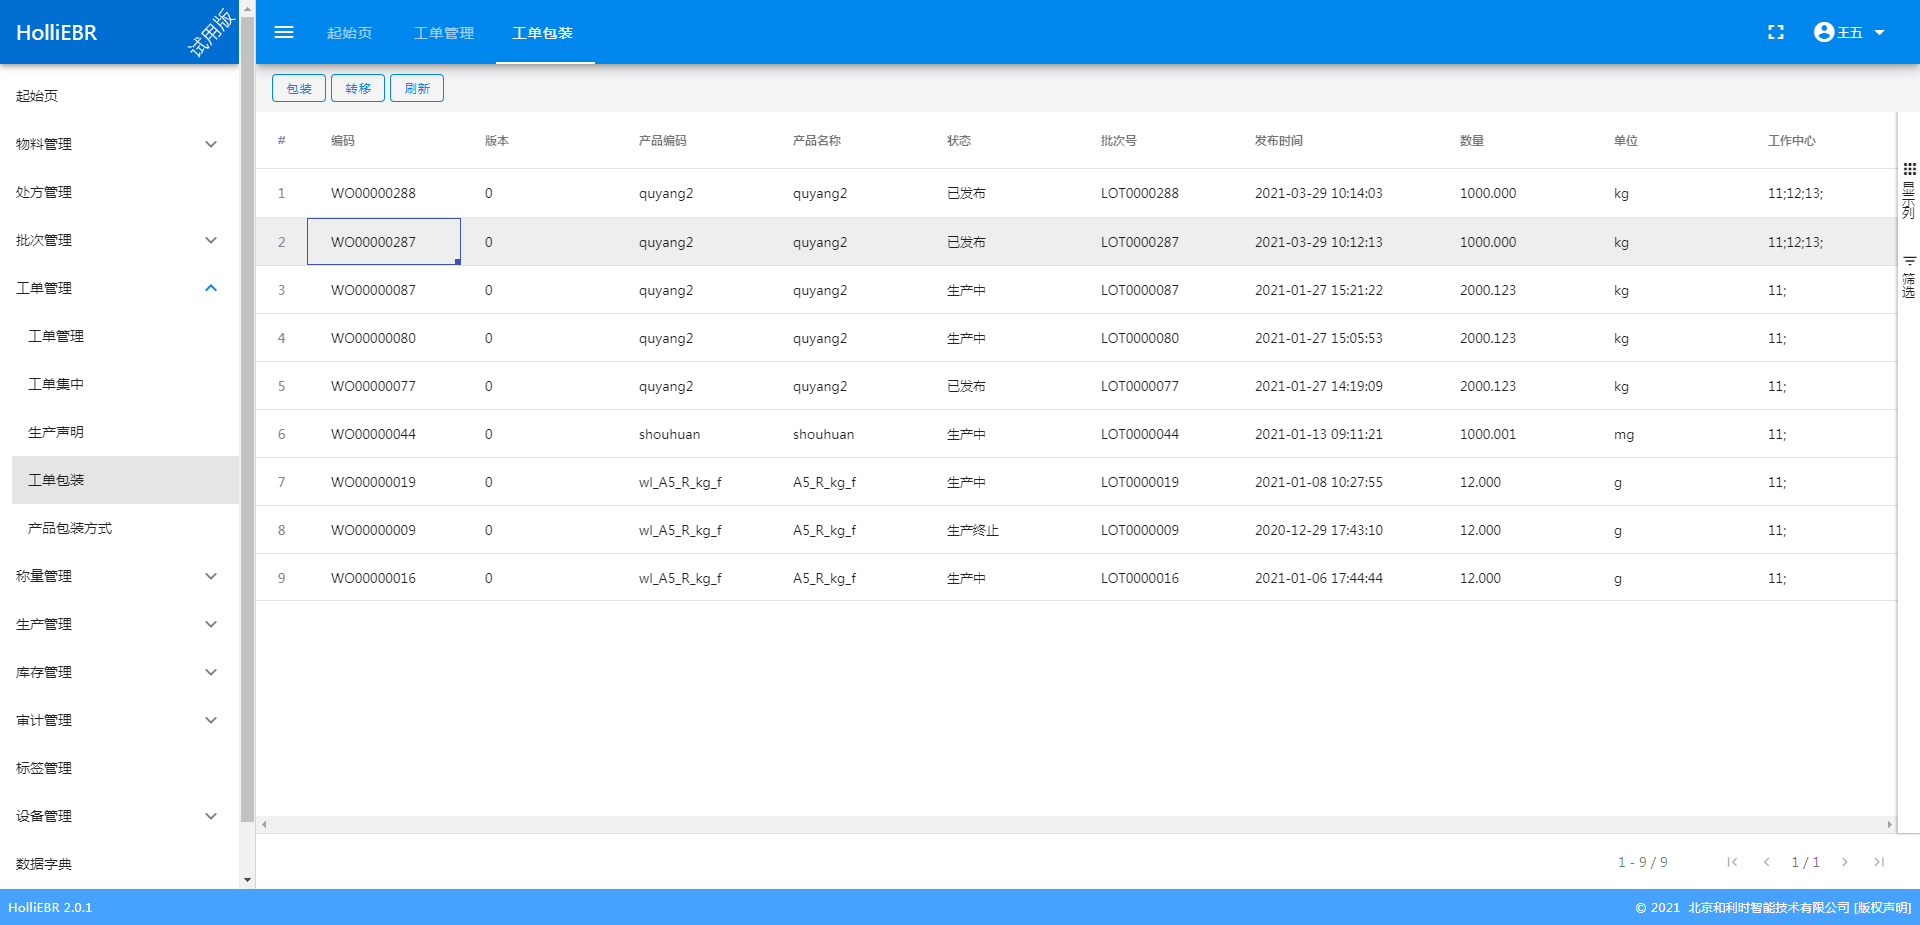 HolliEBR
试用版
起始页
工单管理
工单包装
王五
起始页
物料管理
处方管理
批次管理
工单管理
工单管理
工单集中
生产声明
工单包装
产品包装方式
称量管理
生产管理
库存管理
审计管理
标签管理
设备管理
数据字典
包装 转移 刷新
# 编码 版本 产品编码 产品名称 状态 批次号 发布时间 数量 单位 工作中心
1 WO00000288 0 quyang2 quyang2 已发布 LOT0000288 2021-03-29 10:14:03 1000.000 kg 11;12;13;
2 WO00000287 0 quyang2 quyang2 已发布 LOT0000287 2021-03-29 10:12:13 1000.000 kg 11;12;13;
3 WO00000087 0 quyang2 quyang2 生产中 LOT0000087 2021-01-27 15:21:22 2000.123 kg 11;
4 WO00000080 0 quyang2 quyang2 生产中 LOT0000080 2021-01-27 15:05:53 2000.123 kg 11;
5 WO00000077 0 quyang2 quyang2 已发布 LOT0000077 2021-01-27 14:19:09 2000.123 kg 11;
6 WO00000044 0 shouhuan shouhuan 生产中 LOT0000044 2021-01-13 09:11:21 1000.001 mg 11;
7 WO00000019 0 wl_A5_R_kg_f A5_R_kg_f 生产中 LOT0000019 2021-01-08 10:27:55 12.000 g 11;
8 WO00000009 0 wl_A5_R_kg_f A5_R_kg_f 生产终止 LOT0000009 2020-12-29 17:43:10 12.000 g 11;
9 WO00000016 0 wl_A5_R_kg_f A5_R_kg_f 生产中 LOT0000016 2021-01-06 17:44:44 12.000 g 11;
显示列
筛选
1 - 9 / 9
1 / 1
HolliEBR 2.0.1
© 2021 北京和利时智能技术有限公司 [版权声明]